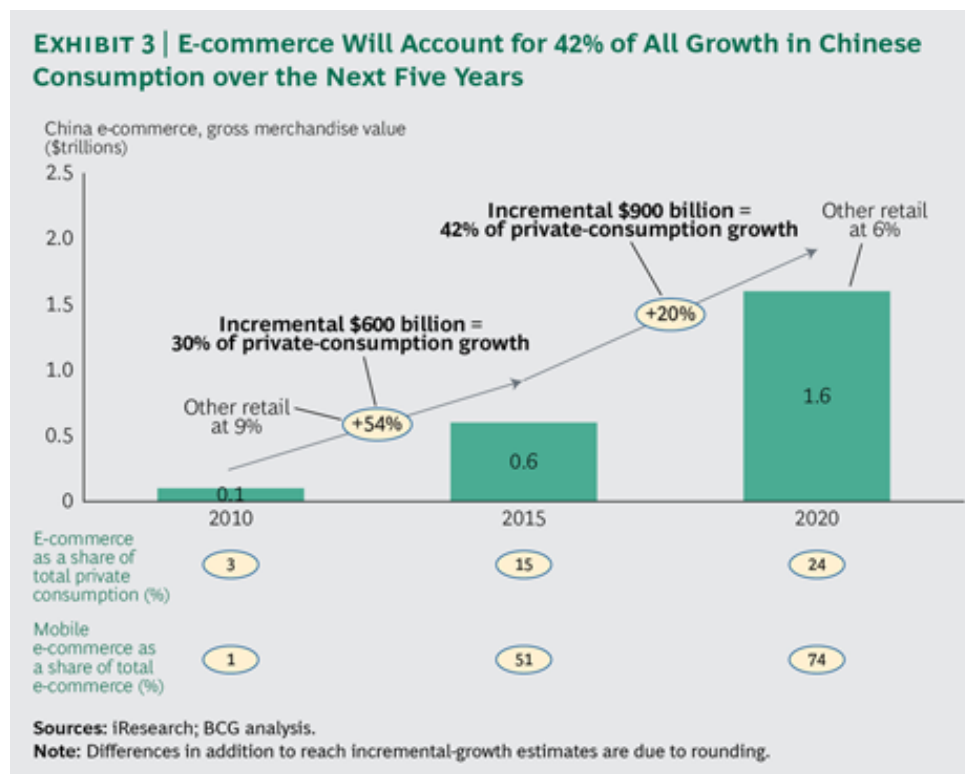 EXHIBIT 3 | E-commerce Will Account for 42% of All Growth in Chinese
Consumption over the Next Five Years
China e-commerce, gross merchandise value
($trillions)
2.5
2.0
1.5
1.0
0.5
0
Incremental $900 billion =
42% of private-consumption growth
Other retail
at 6%
+20%
Incremental $600 billion =
30% of private-consumption growth
Other retail
at 9%
+54%
0.1
0.6
1.6
2010
2015
2020
E-commerce
as a share of
total private
consumption (%)
3
15
24
Mobile
e-commerce as
a share of total
e-commerce (%)
1
51
74
Sources: iResearch; BCG analysis.
Note: Differences in addition to reach incremental-growth estimates are due to rounding.